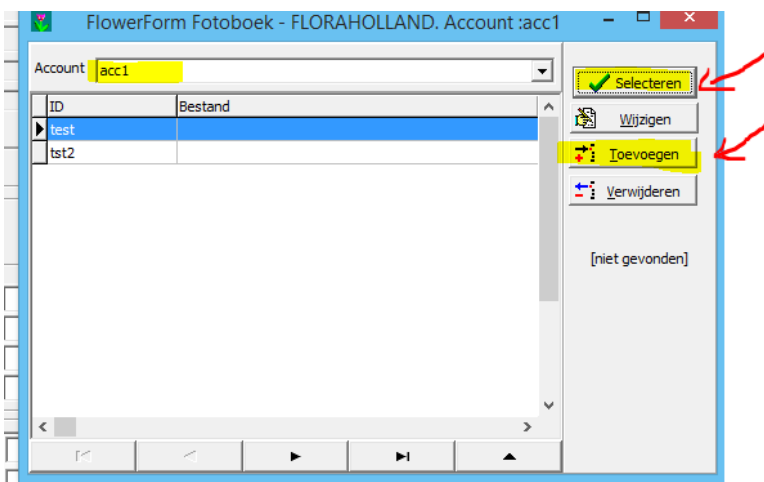 FlowerForm Fotoboek - FLORAHOLLAND. Account :acc1
Account acc1
ID Bestand
test
tst2
Selecteren
Wijzigen
Toevoegen
Verwijderen
[niet gevonden]